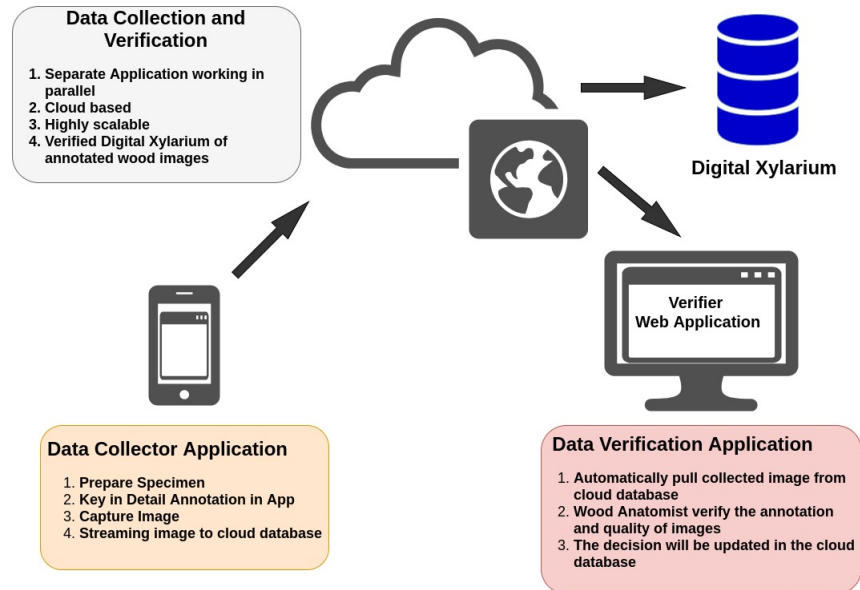 Data Collection and
Verification
1. Separate Application working in
parallel
2. Cloud based
3. Highly scalable
4. Verified Digital Xylarium of
annotated wood images
Digital Xylarium
Verifier
Web Application
Data Collector Application
1. Prepare Specimen
2. Key in Detail Annotation in App
3. Capture Image
4. Streaming image to cloud database
Data Verification Application
1. Automatically pull collected image from
cloud database
2. Wood Anatomist verify the annotation
and quality of images
3. The decision will be updated in the cloud
database